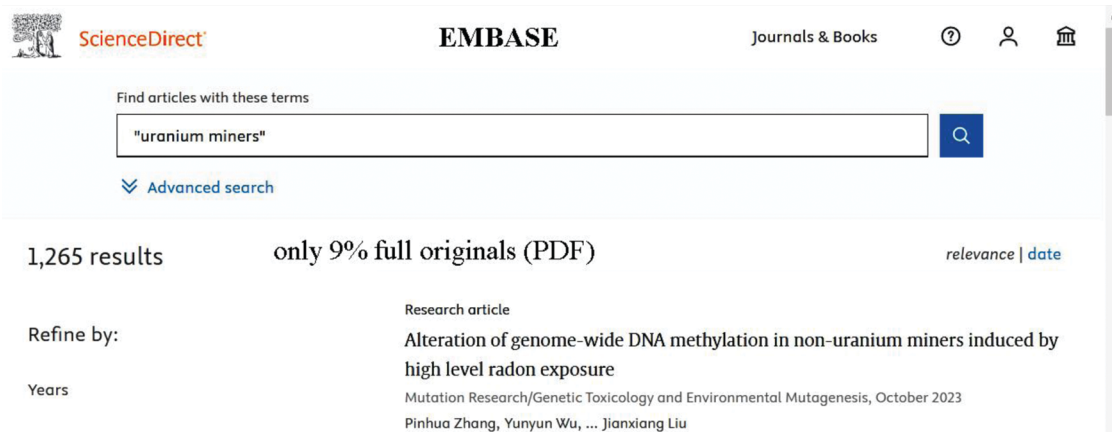 ScienceDirect EMBASE Journals & Books
Find articles with these terms
"uranium miners"
Advanced search
1,265 results only 9% full originals (PDF) relevance | date
Research article
Refine by:
Alteration of genome-wide DNA methylation in non-uranium miners induced by
high level radon exposure
Years
Mutation Research/Genetic Toxicology and Environmental Mutagenesis, October 2023
Pinhua Zhang, Yunyun Wu, ... Jianxiang Liu